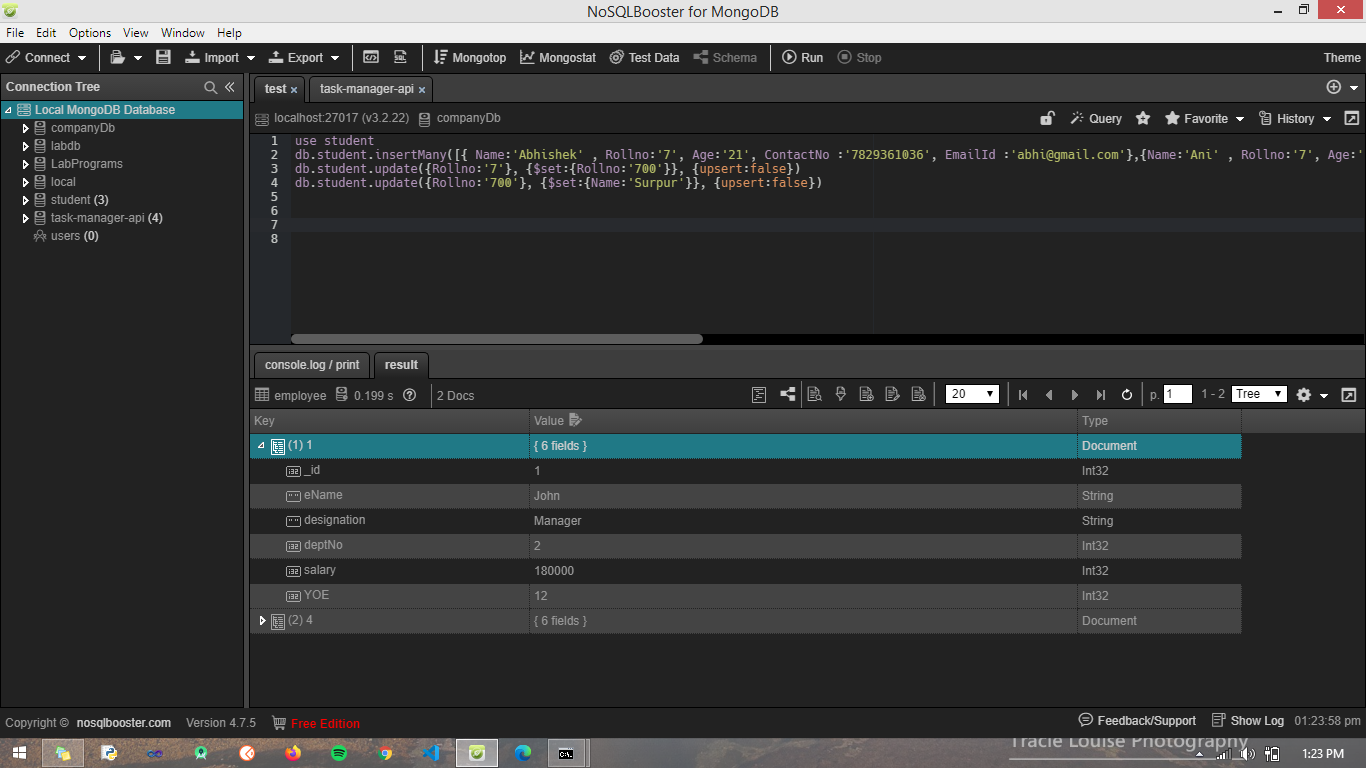 NoSQLBooster for MongoDB
File Edit Options View Window Help
Connect Import Export Mongotop Mongostat Test Data Schema Run Stop Theme
Connection Tree
test × task-manager-api ×
Local MongoDB Database
companyDb
labdb
LabPrograms
local
student (3)
task-manager-api (4)
users (0)
localhost:27017 (v3.2.22) companyDb Query Favorite History
1 use student
2 db.student.insertMany([{ Name:'Abhishek' , Rollno:'7', Age:'21', ContactNo :'7829361036', EmailId :'abhi@gmail.com'},{Name:'Ani' , Rollno:'7', Age:'
3 db.student.update({Rollno:'7'}, {$set:{Rollno:'700'}}, {upsert:false})
4 db.student.update({Rollno:'700'}, {$set:{Name:'Surpur'}}, {upsert:false})
5
6
7
8
console.log / print result
employee 0.199 s 2 Docs 20 p. 1 1 - 2 Tree
Key Value Type
(1) 1 { 6 fields } Document
_id 1 Int32
eName John String
designation Manager String
deptNo 2 Int32
salary 180000 Int32
YOE 12 Int32
(2) 4 { 6 fields } Document
Copyright © nosqlbooster.com Version 4.7.5 Free Edition Feedback/Support Show Log 01:23:58 pm
Tracie Louise Photography
1:23 PM